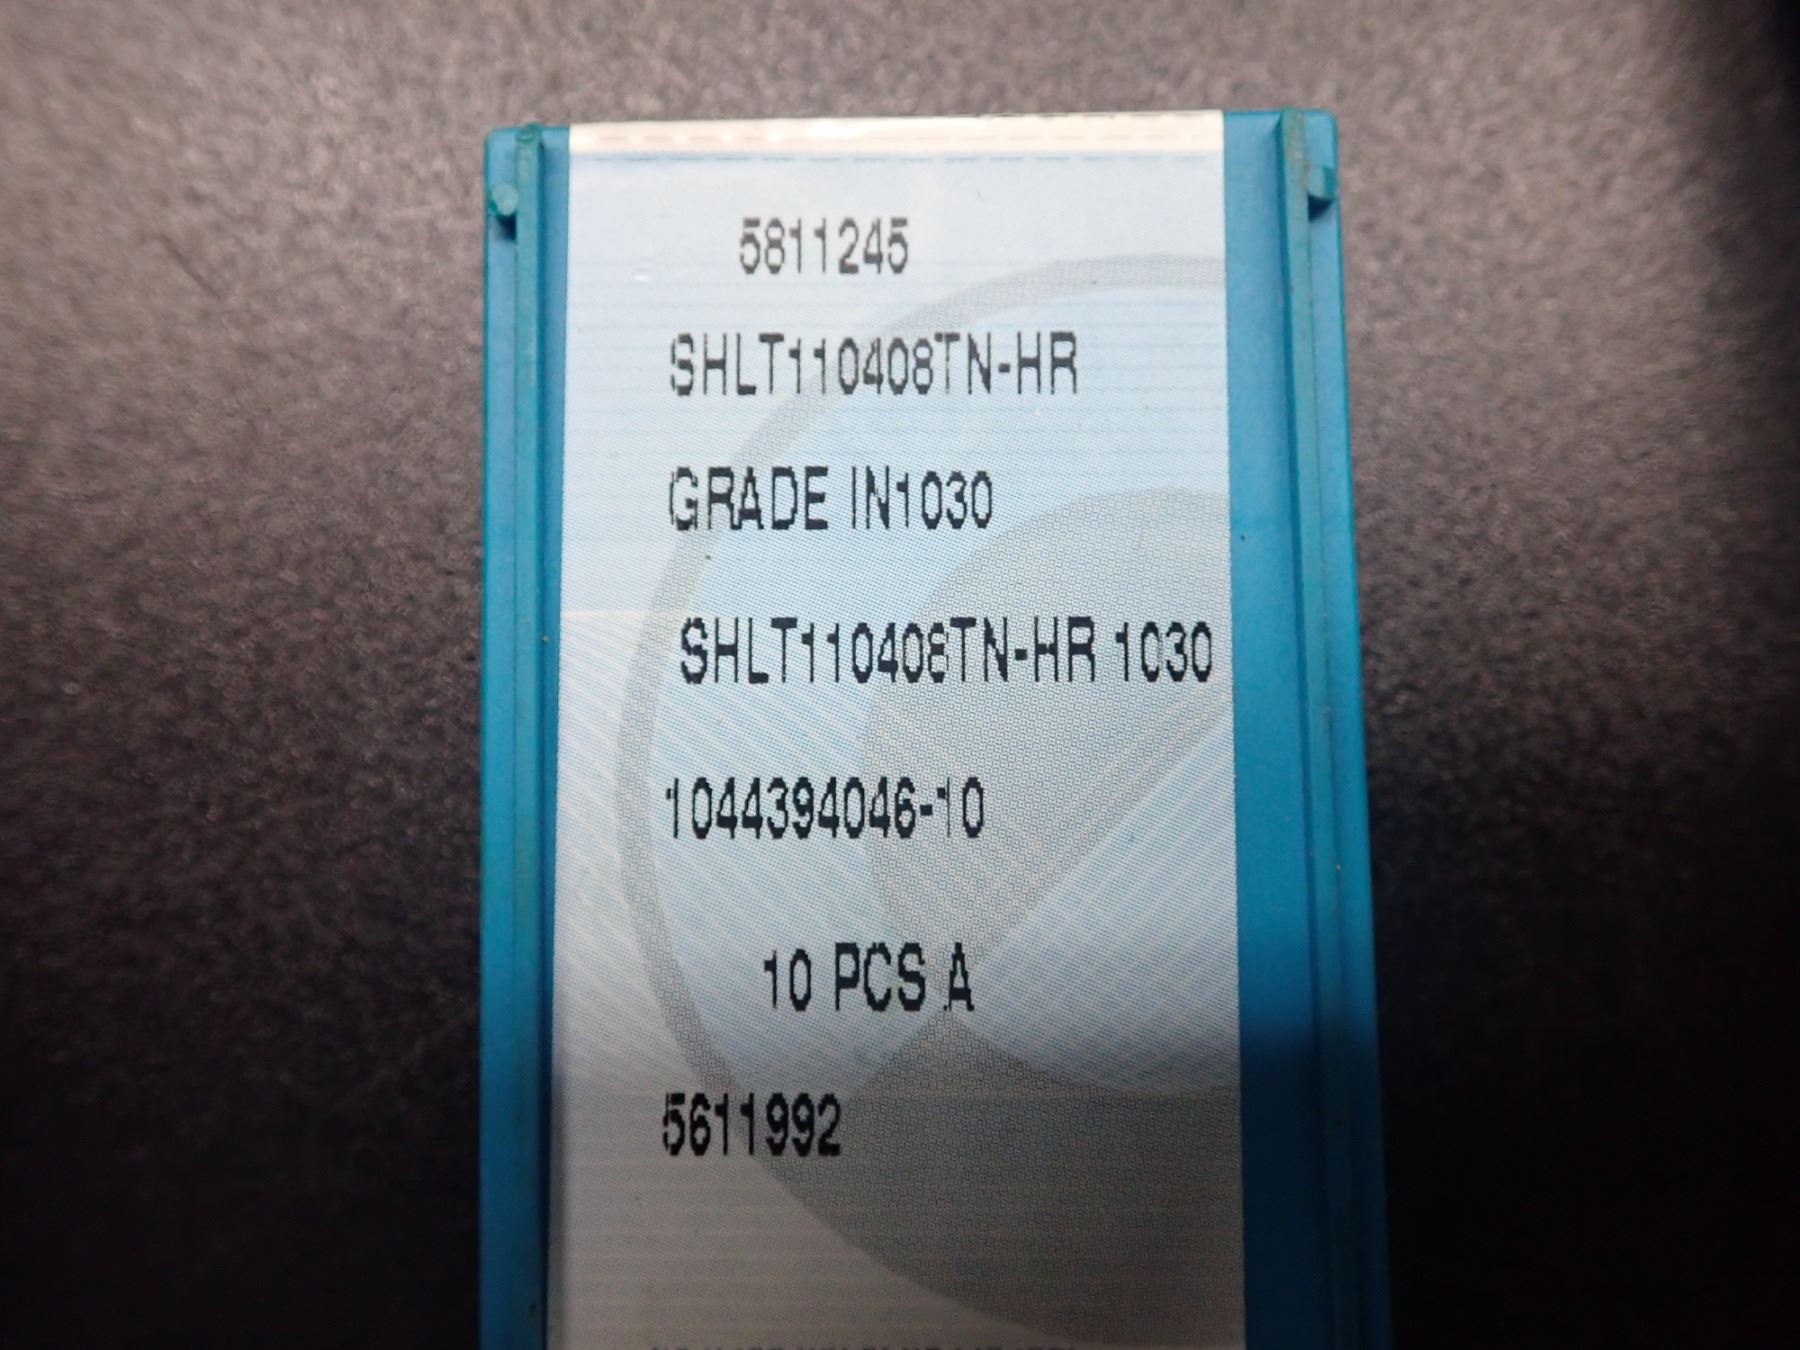 5811245
SHLT110408TN-HR
GRADE IN1030
SHLT110408TN-HR 1030
1044394046-10
10 PCS A
5611992